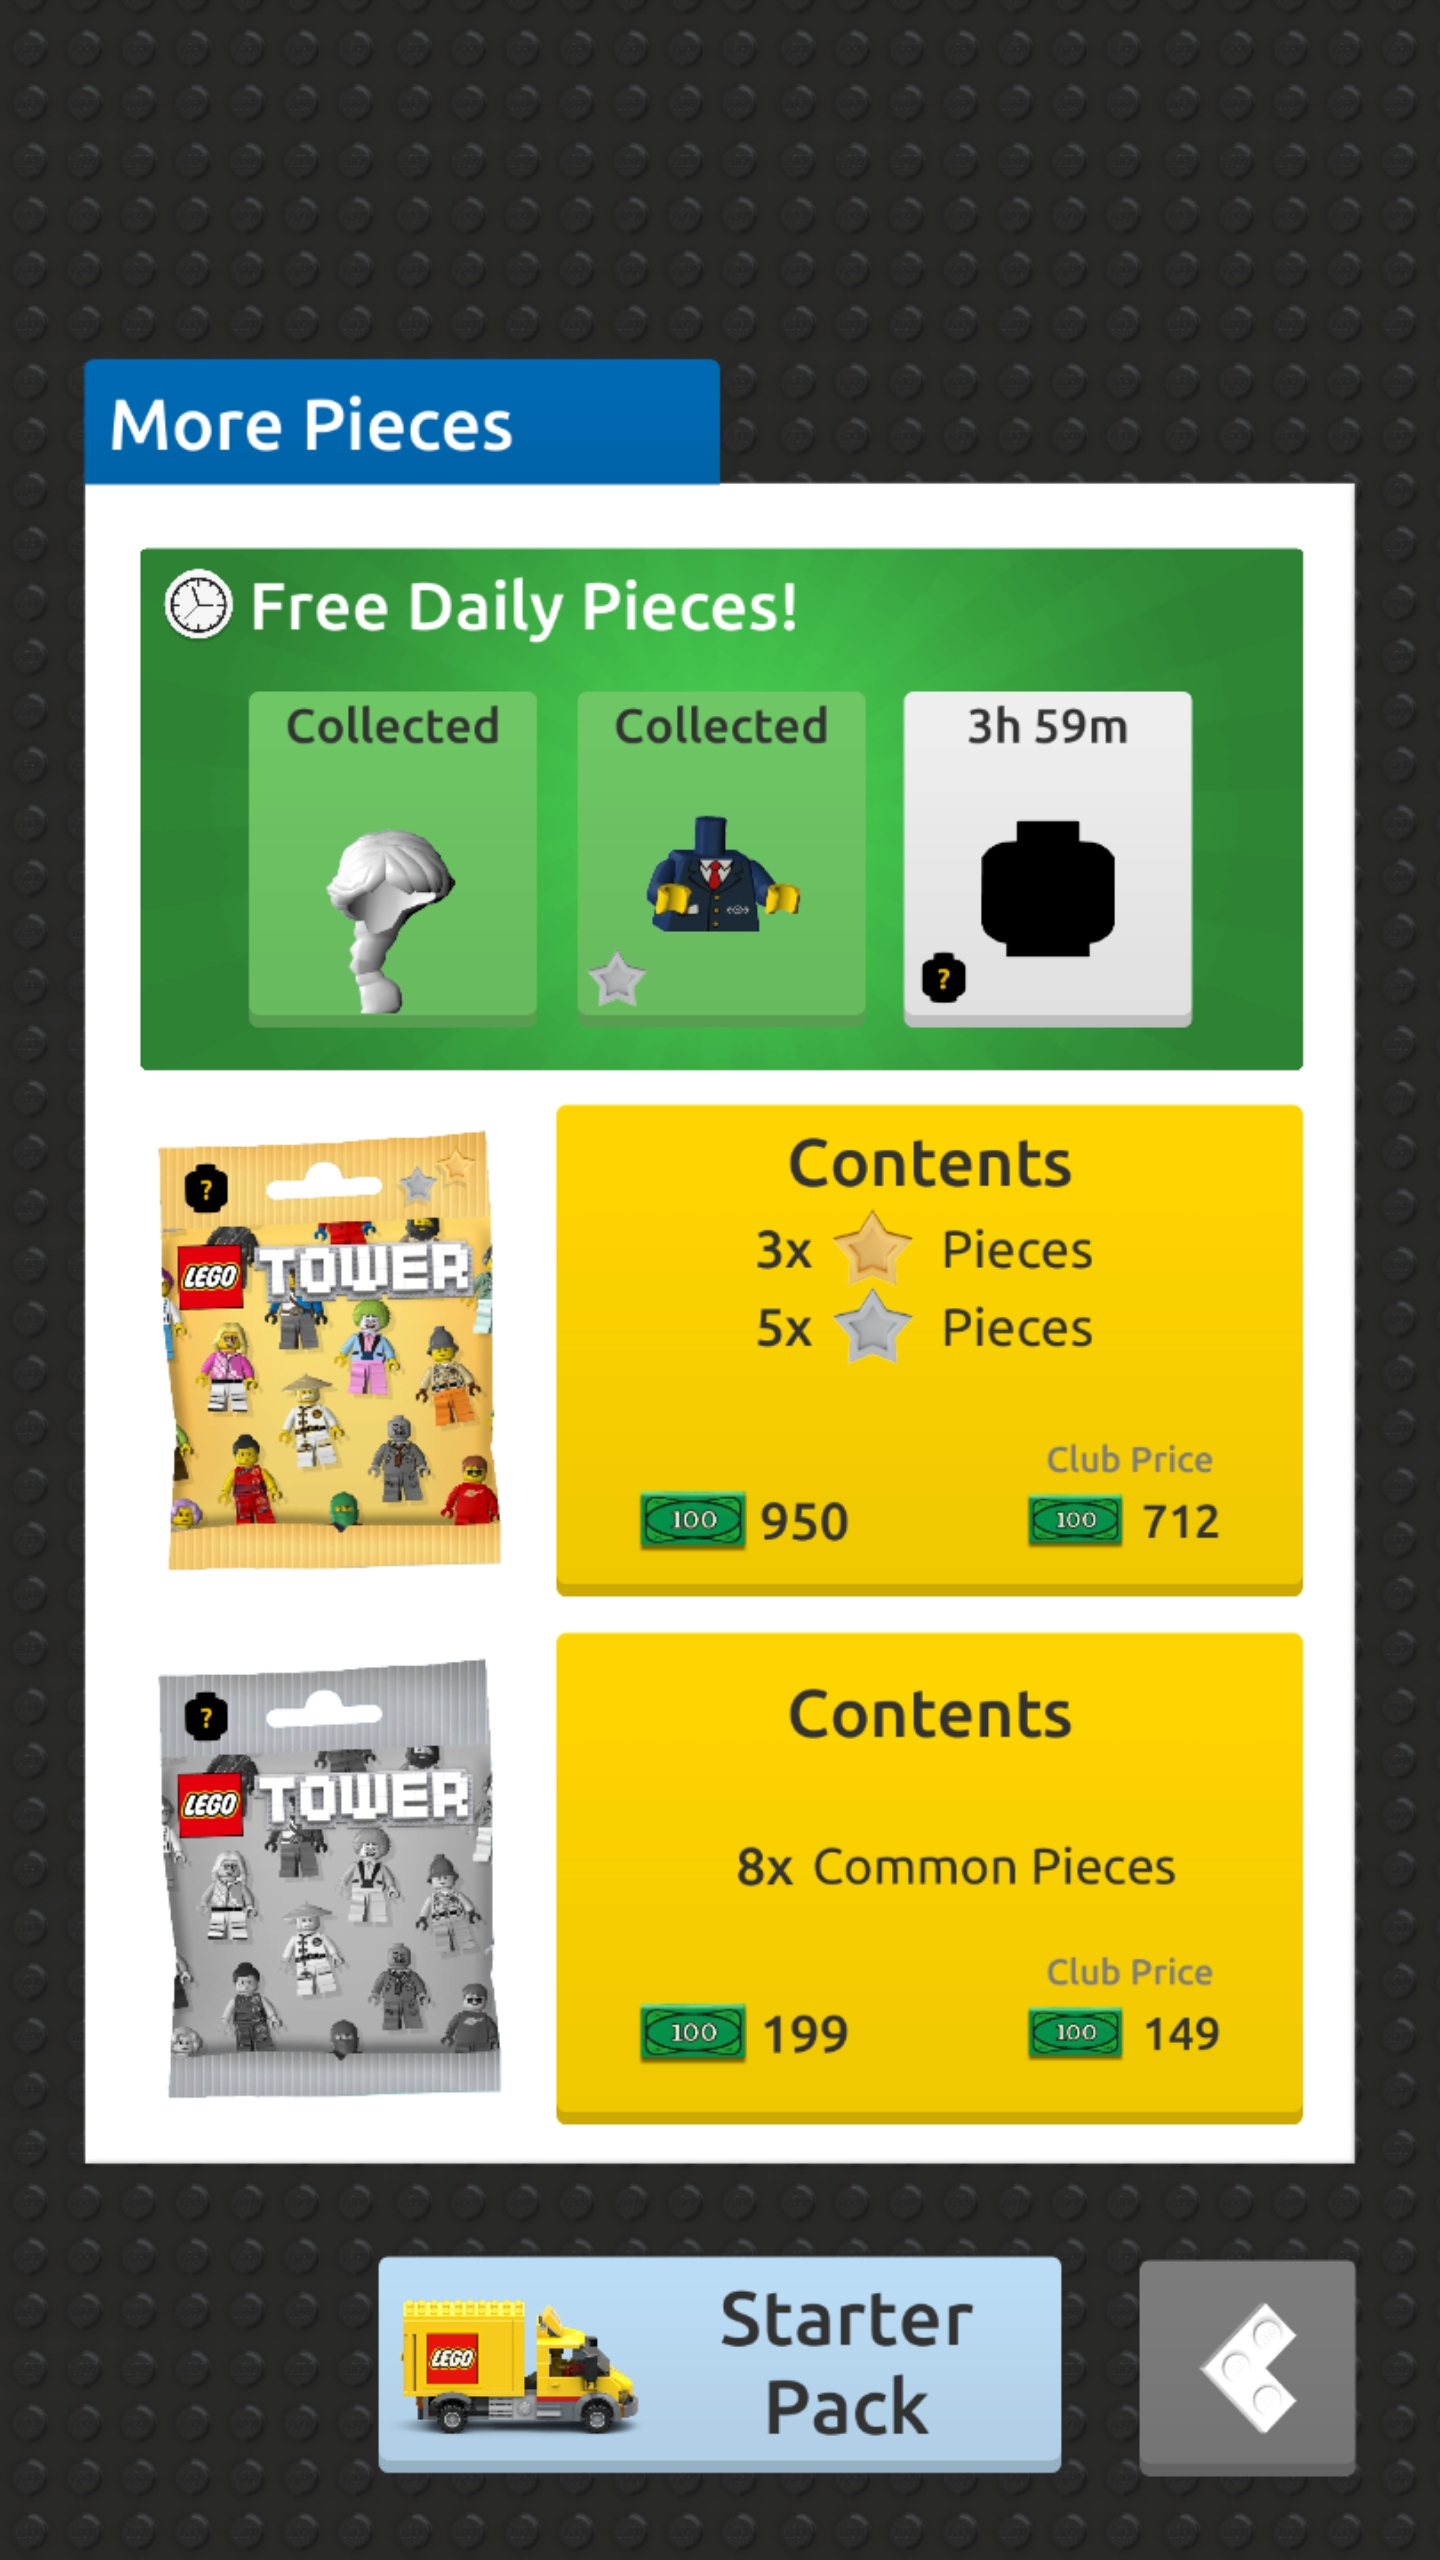 More Pieces
Free Daily Pieces!
Collected
Collected
3h 59m
?
?
LEGO TOWER
Contents
3x Pieces
5x Pieces
Club Price
100 950
100 712
?
LEGO TOWER
Contents
8x Common Pieces
Club Price
100 199
100 149
LEGO
Starter
Pack